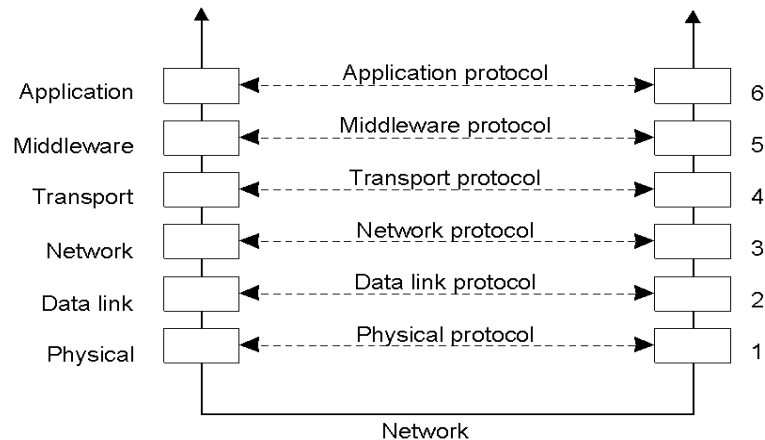 Application protocol
Application 6
Middleware protocol
Middleware 5
Transport protocol
Transport 4
Network protocol
Network 3
Data link protocol
Data link 2
Physical protocol
Physical 1
Network